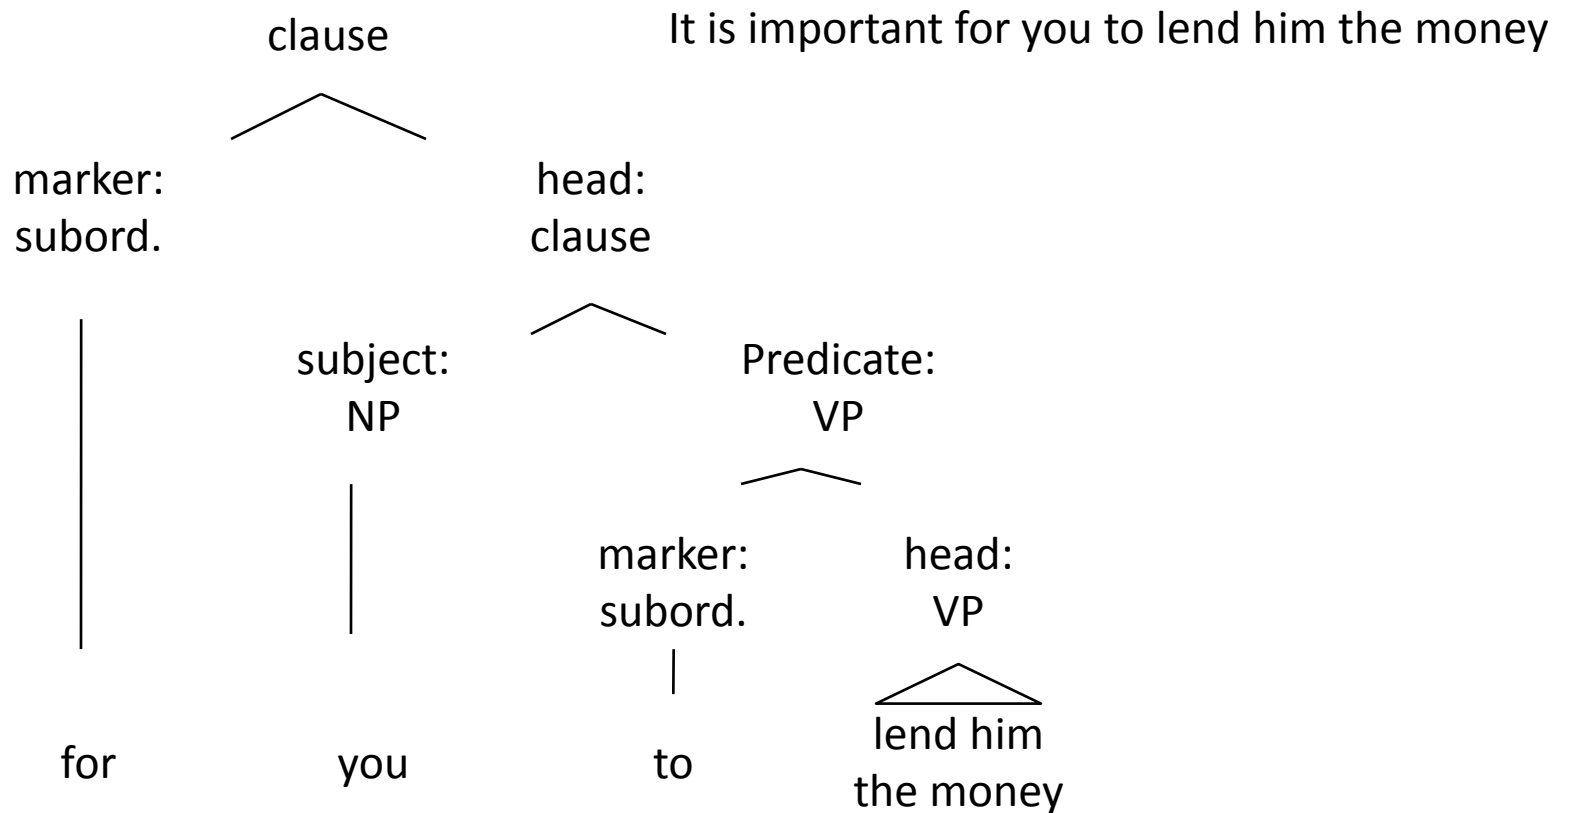 clause
It is important for you to lend him the money
marker:
subord.
head:
clause
subject:
NP
Predicate:
VP
marker:
subord.
head:
VP
for
you
to
lend him
the money